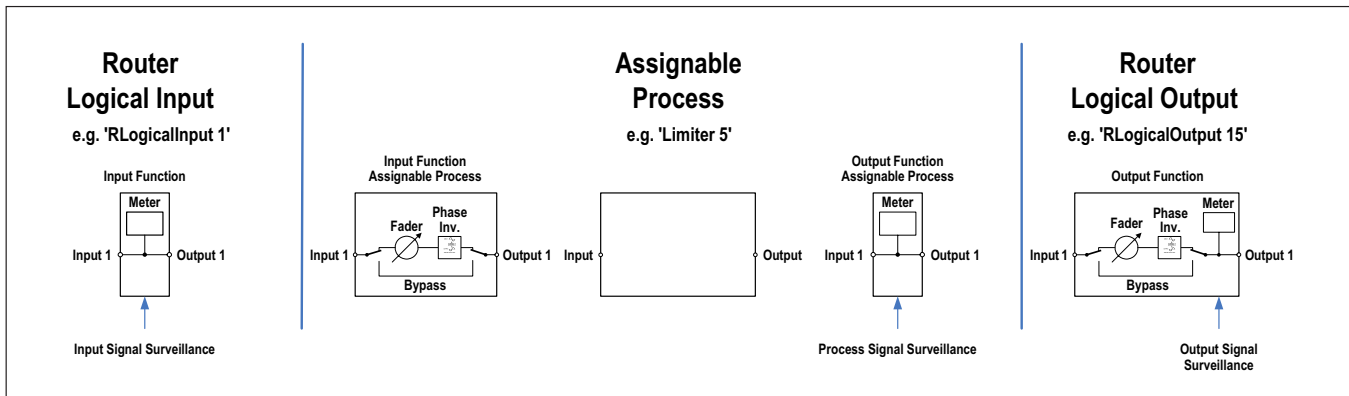 Router
Logical Input
e.g. 'RLogicalInput 1'
Input Function
Meter
Input 1
Output 1
Input Signal Surveillance
Assignable
Process
e.g. 'Limiter 5'
Input Function
Assignable Process
Fader
Phase
Inv.
Input 1
Output 1
Bypass
Input
Output
Output Function
Assignable Process
Meter
Input 1
Output 1
Process Signal Surveillance
Router
Logical Output
e.g. 'RLogicalOutput 15'
Output Function
Meter
Fader
Phase
Inv.
Input 1
Output 1
Bypass
Output Signal
Surveillance